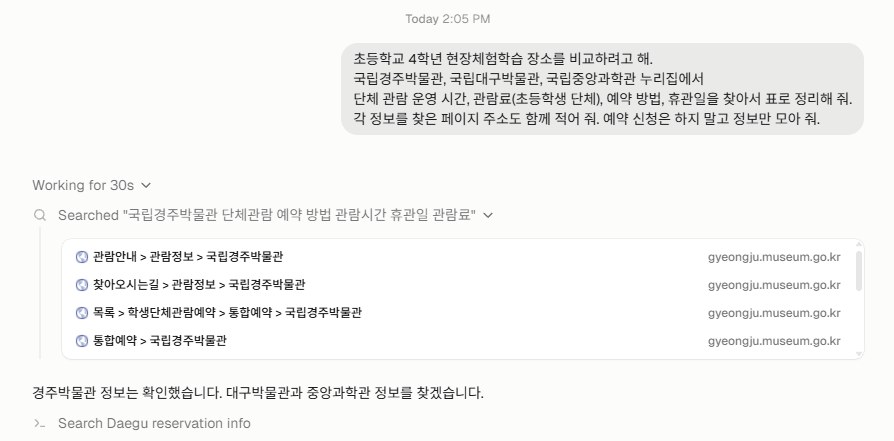 Today 2:05 PM
초등학교 4학년 현장체험학습 장소를 비교하려고 해.
국립경주박물관, 국립대구박물관, 국립중앙과학관 누리집에서
단체 관람 운영 시간, 관람료(초등학생 단체), 예약 방법, 휴관일을 찾아서 표로 정리해 줘.
각 정보를 찾은 페이지 주소도 함께 적어 줘. 예약 신청은 하지 말고 정보만 모아 줘.
Working for 30s
Searched "국립경주박물관 단체관람 예약 방법 관람시간 휴관일 관람료"
관람안내 > 관람정보 > 국립경주박물관 gyeongju.museum.go.kr
찾아오시는길 > 관람정보 > 국립경주박물관 gyeongju.museum.go.kr
목록 > 학생단체관람예약 > 통합예약 > 국립경주박물관 gyeongju.museum.go.kr
통합예약 > 국립경주박물관 gyeongju.museum.go.kr
경주박물관 정보는 확인했습니다. 대구박물관과 중앙과학관 정보를 찾겠습니다.
Search Daegu reservation info